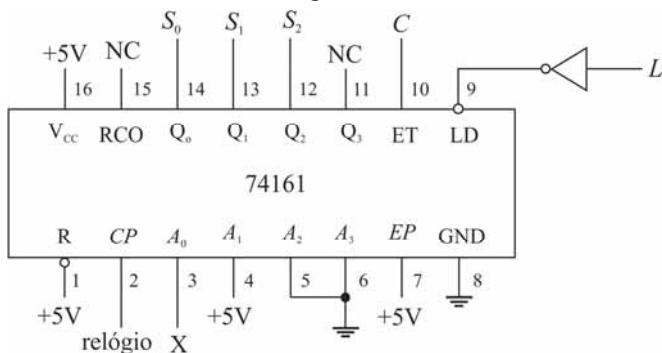 S₀ S₁ S₂ C
+5V NC NC L
16 15 14 13 12 11 10 9
V_CC RCO Q₀ Q₁ Q₂ Q₃ ET LD
74161
R CP A₀ A₁ A₂ A₃ EP GND
1 2 3 4 5 6 7 8
+5V +5V +5V
relógio X